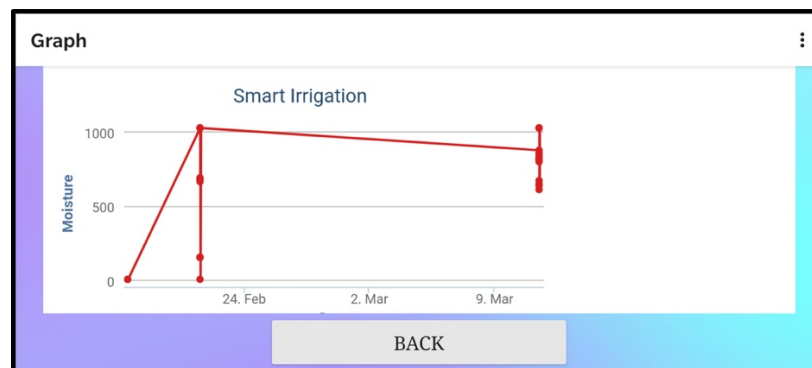 Graph
Smart Irrigation
Moisture
1000
500
0
24. Feb
2. Mar
9. Mar
BACK